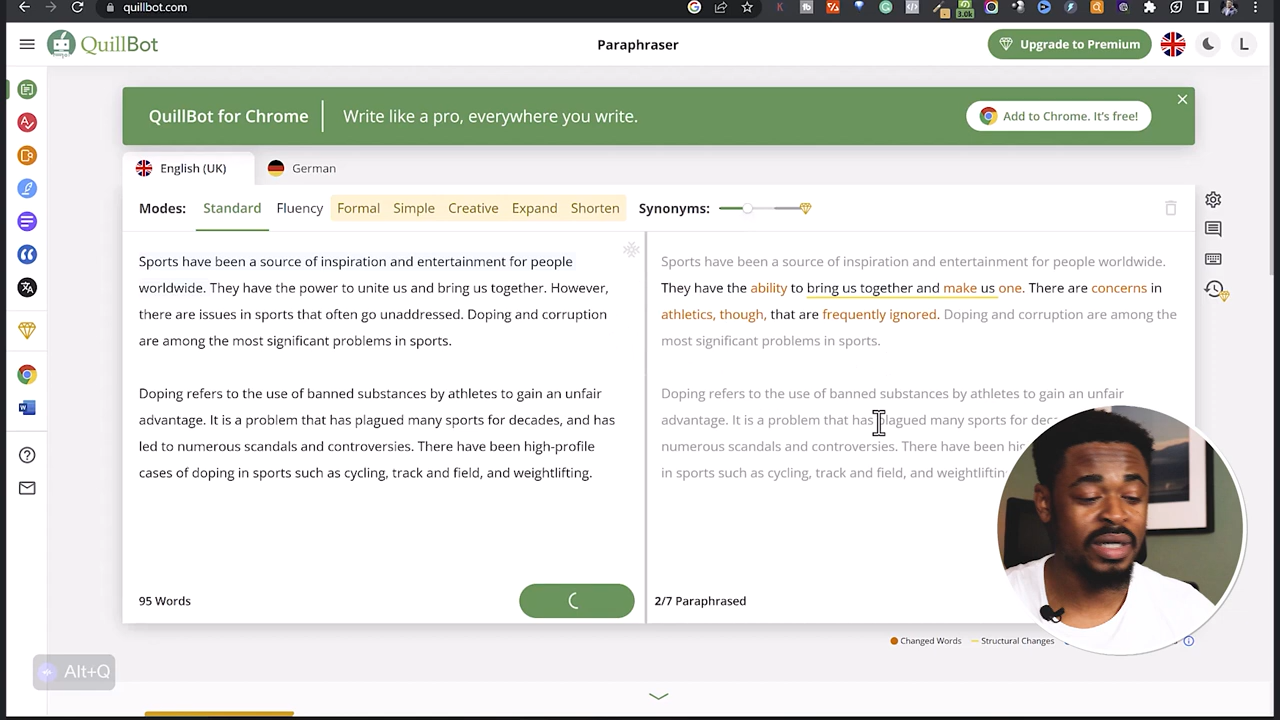 quillbot.com
3.0k
QuillBot
Paraphraser
Upgrade to Premium
L
QuillBot for Chrome
Write like a pro, everywhere you write.
Add to Chrome. It's free!
English (UK)
German
Modes:
Standard
Fluency
Formal
Simple
Creative
Expand
Shorten
Synonyms:
Sports have been a source of inspiration and entertainment for people
worldwide. They have the power to unite us and bring us together. However,
there are issues in sports that often go unaddressed. Doping and corruption
are among the most significant problems in sports.
Doping refers to the use of banned substances by athletes to gain an unfair
advantage. It is a problem that has plagued many sports for decades, and has
led to numerous scandals and controversies. There have been high-profile
cases of doping in sports such as cycling, track and field, and weightlifting.
95 Words
Sports have been a source of inspiration and entertainment for people worldwide.
They have the ability to bring us together and make us one. There are concerns in
athletics, though, that are frequently ignored. Doping and corruption are among the
most significant problems in sports.
Doping refers to the use of banned substances by athletes to gain an unfair
advantage. It is a problem that has plagued many sports for
numerous scandals and controversies. There have been
in sports such as cycling, track and field, and
2/7 Paraphrased
Changed Words
Structural Changes
Alt+Q